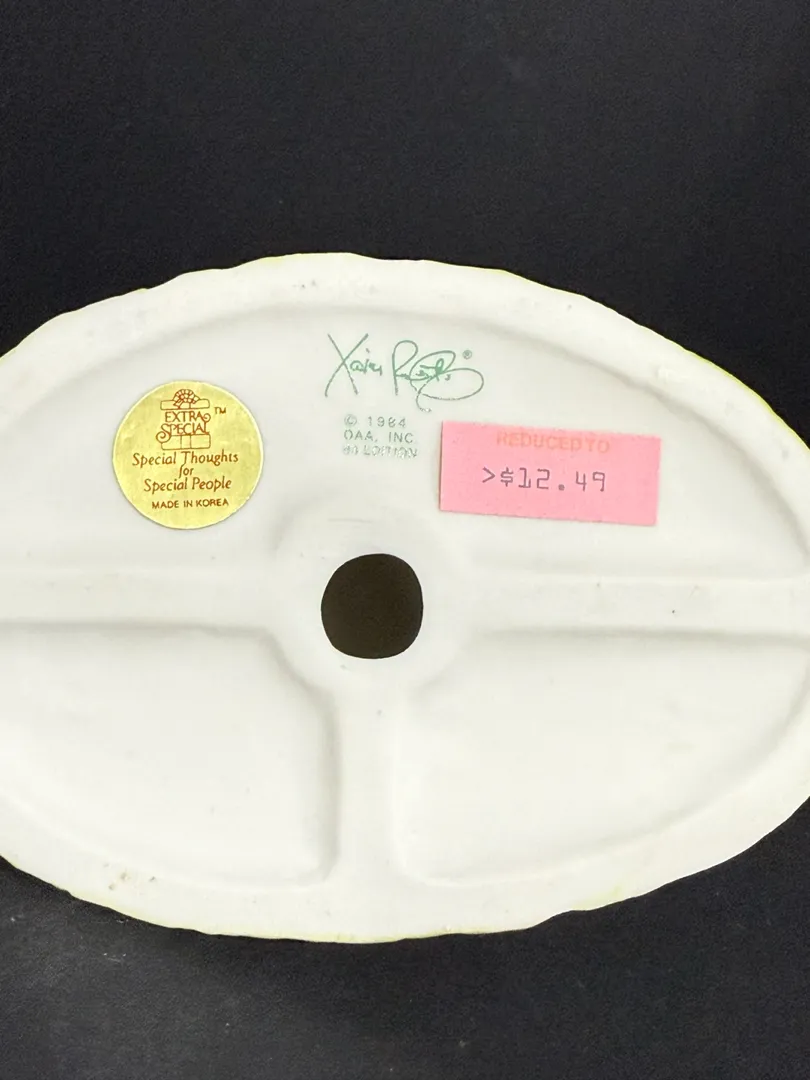 Xavier Roberts ®
© 1984
OAA, INC.
EXTRA
SPECIAL™
Special Thoughts
for
Special People
MADE IN KOREA
REDUCED TO
>$12.49